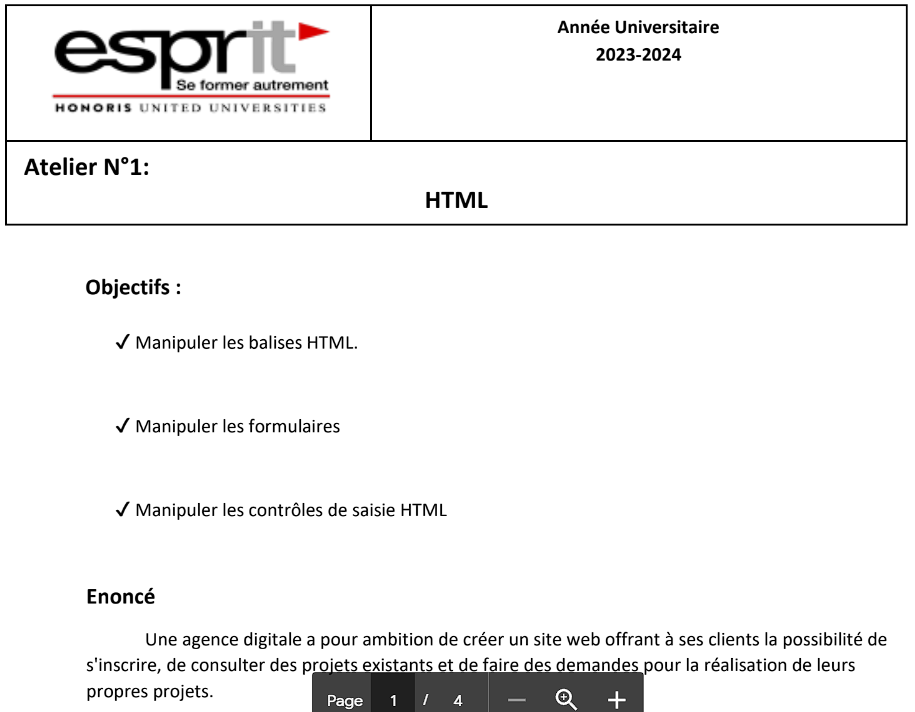 esprit
Se former autrement
HONORIS UNITED UNIVERSITIES
Année Universitaire
2023-2024
Atelier N°1:
HTML
Objectifs :
✓ Manipuler les balises HTML.
✓ Manipuler les formulaires
✓ Manipuler les contrôles de saisie HTML
Enoncé
Une agence digitale a pour ambition de créer un site web offrant à ses clients la possibilité de
s'inscrire, de consulter des projets existants et de faire des demandes pour la réalisation de leurs
propres projets.
Page 1 / 4